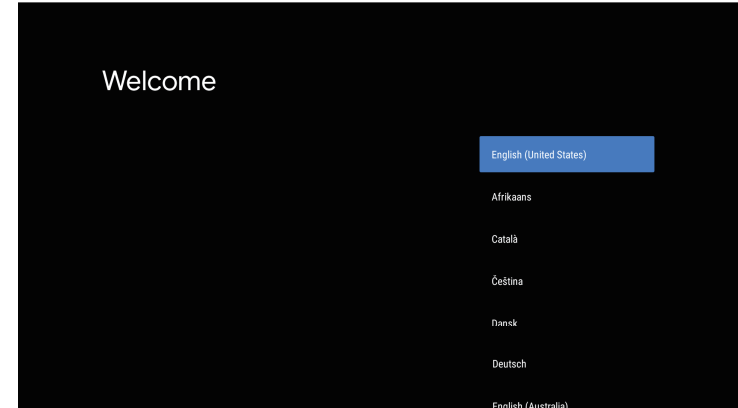 Welcome
English (United States)
Afrikaans
Català
Čeština
Dansk
Deutsch
English (Australia)